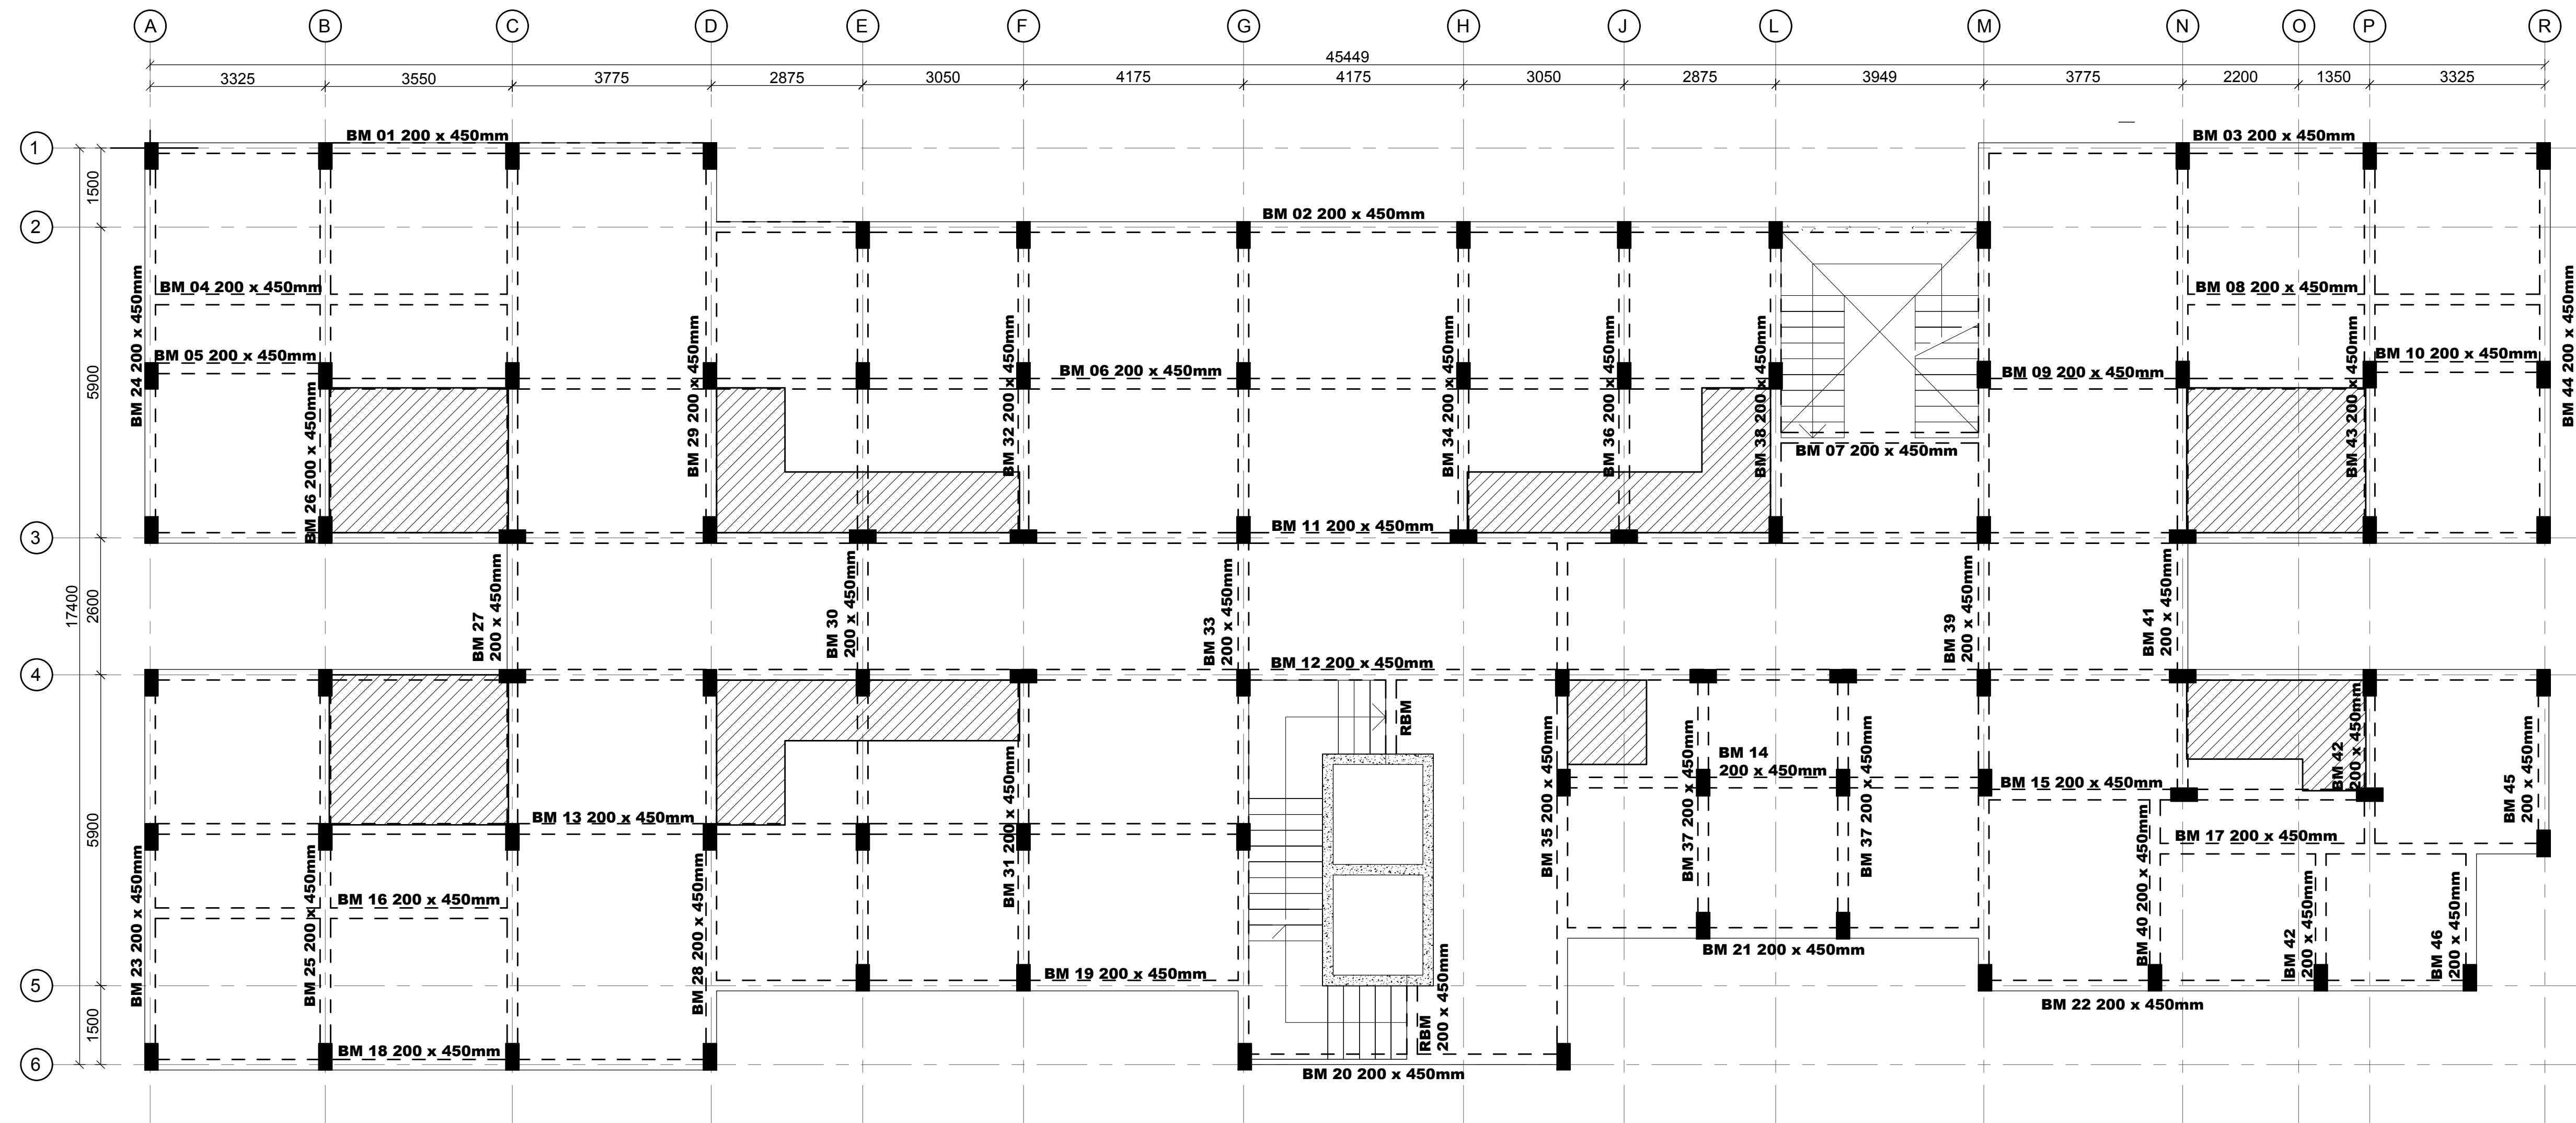 A B C D E F G H J L M N O P R
45449
3325 3550 3775 2875 3050 4175 4175 3050 2875 3949 3775 2200 1350 3325
1
BM 01 200 x 450mm
BM 03 200 x 450mm
1500
2
BM 02 200 x 450mm
BM 04 200 x 450mm
BM 08 200 x 450mm
BM 24 200 x 450mm
BM 44 200 x 450mm
BM 05 200 x 450mm
BM 06 200 x 450mm
BM 09 200 x 450mm
BM 10 200 x 450mm
5900
BM 26 200 x 450mm
BM 29 200 x 450mm
BM 32 200 x 450mm
BM 34 200 x 450mm
BM 36 200 x 450mm
BM 38 200 x 450mm
BM 43 200 x 450mm
BM 07 200 x 450mm
3
BM 11 200 x 450mm
17400
2600
BM 27
200 x 450mm
BM 30
200 x 450mm
BM 33
200 x 450mm
BM 39
200 x 450mm
BM 41
200 x 450mm
4
BM 12 200 x 450mm
RBM
BM 14
200 x 450mm
BM 15 200 x 450mm
BM 42
200 x 450mm
BM 45
200 x 450mm
5900
BM 13 200 x 450mm
BM 31 200 x 450mm
BM 35 200 x 450mm
BM 37 200 x 450mm
BM 37 200 x 450mm
BM 17 200 x 450mm
BM 23 200 x 450mm
BM 25 200 x 450mm
BM 16 200 x 450mm
BM 28 200 x 450mm
BM 40 200 x 450mm
BM 42
200 x 450mm
BM 46
200 x 450mm
BM 21 200 x 450mm
5
BM 19 200 x 450mm
BM 22 200 x 450mm
1500
RBM
200 x 450mm
BM 18 200 x 450mm
6
BM 20 200 x 450mm